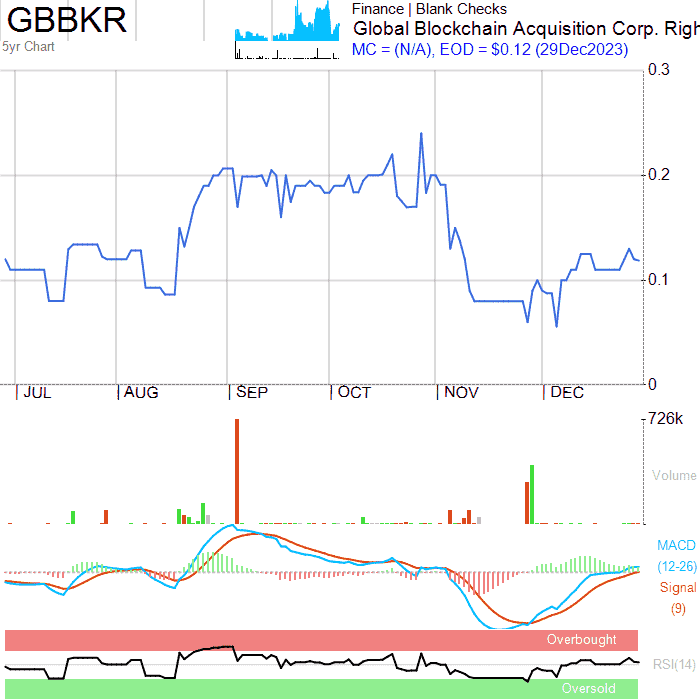 GBBKR
5yr Chart
Finance | Blank Checks
Global Blockchain Acquisition Corp. Righ
MC = (N/A), EOD = $0.12 (29Dec2023)
0.3
0.2
0.1
0
JUL AUG SEP OCT NOV DEC
726k
Volume
MACD
(12-26)
Signal
(9)
Overbought
RSI(14)
Oversold